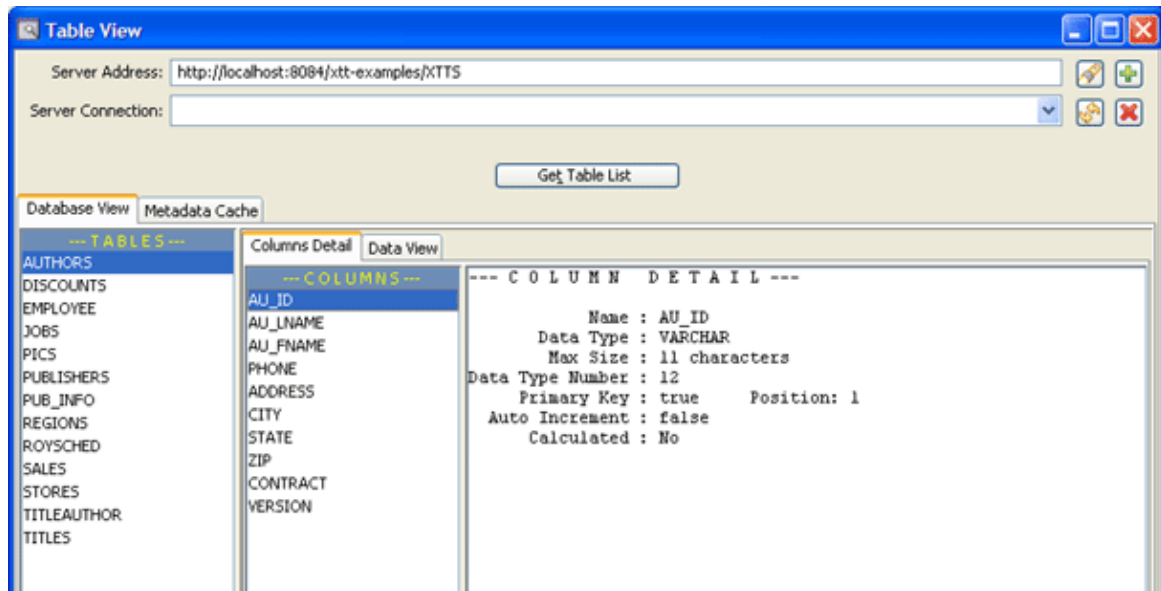 Table View
Server Address: http://localhost:8084/xtt-examples/XTTS
Server Connection:
Get Table List
Database View Metadata Cache
--- T A B L E S ---
AUTHORS
DISCOUNTS
EMPLOYEE
JOBS
PICS
PUBLISHERS
PUB_INFO
REGIONS
ROYSCHED
SALES
STORES
TITLEAUTHOR
TITLES
Columns Detail Data View
--- C O L U M N S ---
AU_ID
AU_LNAME
AU_FNAME
PHONE
ADDRESS
CITY
STATE
ZIP
CONTRACT
VERSION
--- C O L U M N   D E T A I L ---
Name : AU_ID
Data Type : VARCHAR
Max Size : 11 characters
Data Type Number : 12
Primary Key : true Position: 1
Auto Increment : false
Calculated : No